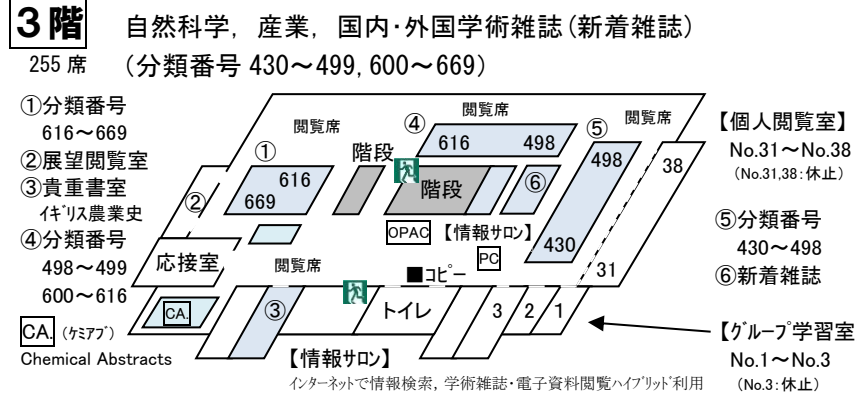 3階 自然科学, 産業, 国内･外国学術雑誌(新着雑誌)
255 席 (分類番号 430～499, 600～669)
①分類番号
616～669
②展望閲覧室
③貴重書室
ｲｷﾞﾘｽ農業史
④分類番号
498～499
600～616
CA. (ｹﾐｱﾌﾞ)
Chemical Abstracts
閲覧席
閲覧席
閲覧席
①
616
669
②
階段
④
616 498
階段
⑥
⑤
498
430
38
31
OPAC 【情報サロン】
PC
応接室
閲覧席
■コピー
CA.
③
トイレ
3
2
1
【情報サロン】
インターネットで情報検索, 学術雑誌・電子資料閲覧ハイブリッド利用
【個人閲覧室】
No.31～No.38
(No.31,38:休止)
⑤分類番号
430～498
⑥新着雑誌
【グループ学習室】
No.1～No.3
(No.3:休止)